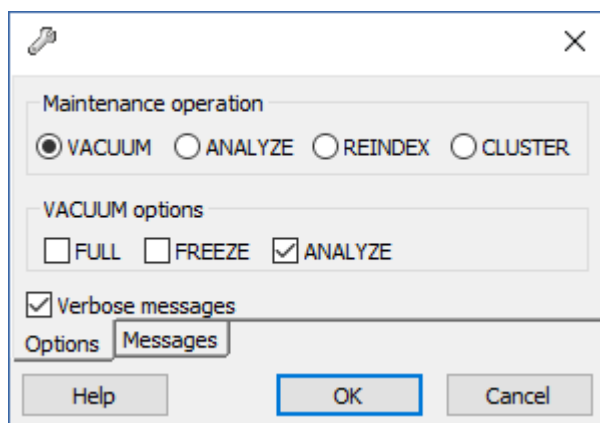 Maintenance operation
VACUUM ANALYZE REINDEX CLUSTER
VACUUM options
FULL FREEZE ANALYZE
Verbose messages
Options Messages
Help OK Cancel